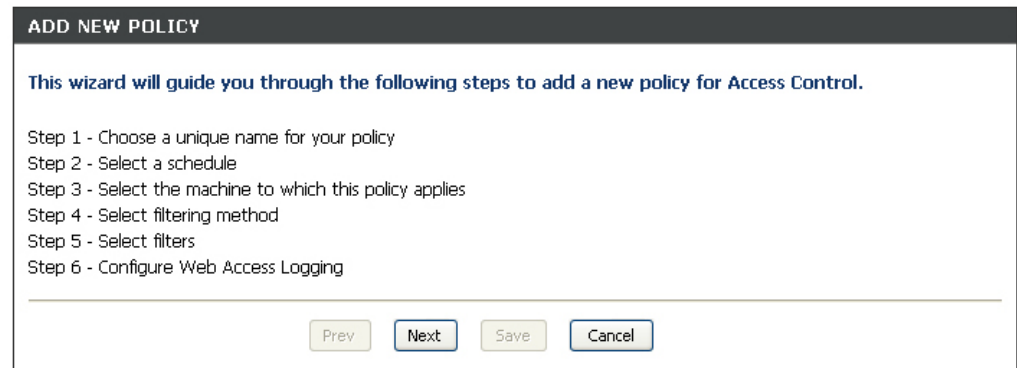 ADD NEW POLICY
This wizard will guide you through the following steps to add a new policy for Access Control.
Step 1 - Choose a unique name for your policy
Step 2 - Select a schedule
Step 3 - Select the machine to which this policy applies
Step 4 - Select filtering method
Step 5 - Select filters
Step 6 - Configure Web Access Logging
Prev Next Save Cancel